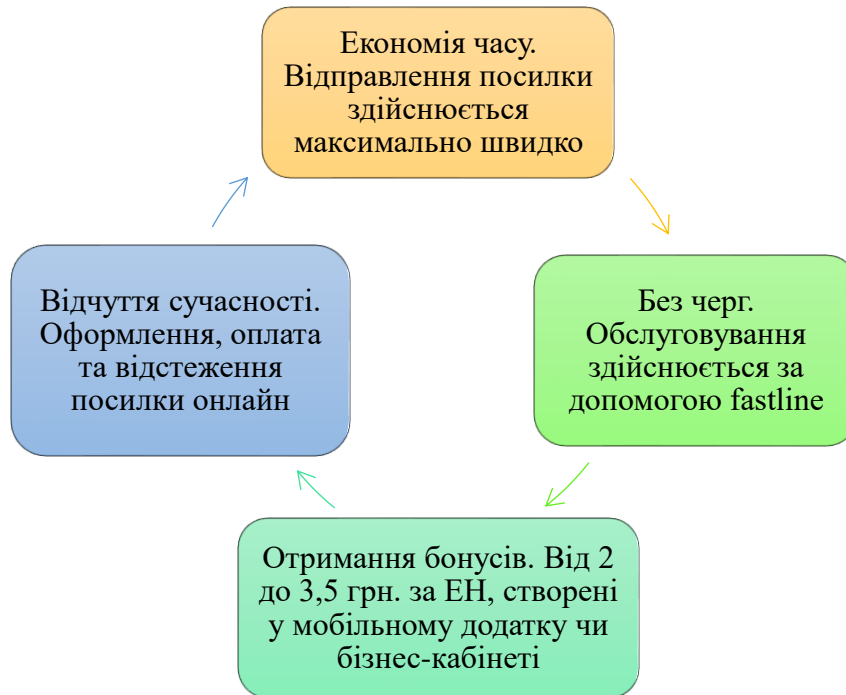 Економія часу.
Відправлення посилки
здійснюється
максимально швидко
Без черг.
Обслуговування
здійснюється за
допомогою fastline
Отримання бонусів. Від 2
до 3,5 грн. за ЕН, створені
у мобільному додатку чи
бізнес-кабінеті
Відчуття сучасності.
Оформлення, оплата
та відстеження
посилки онлайн